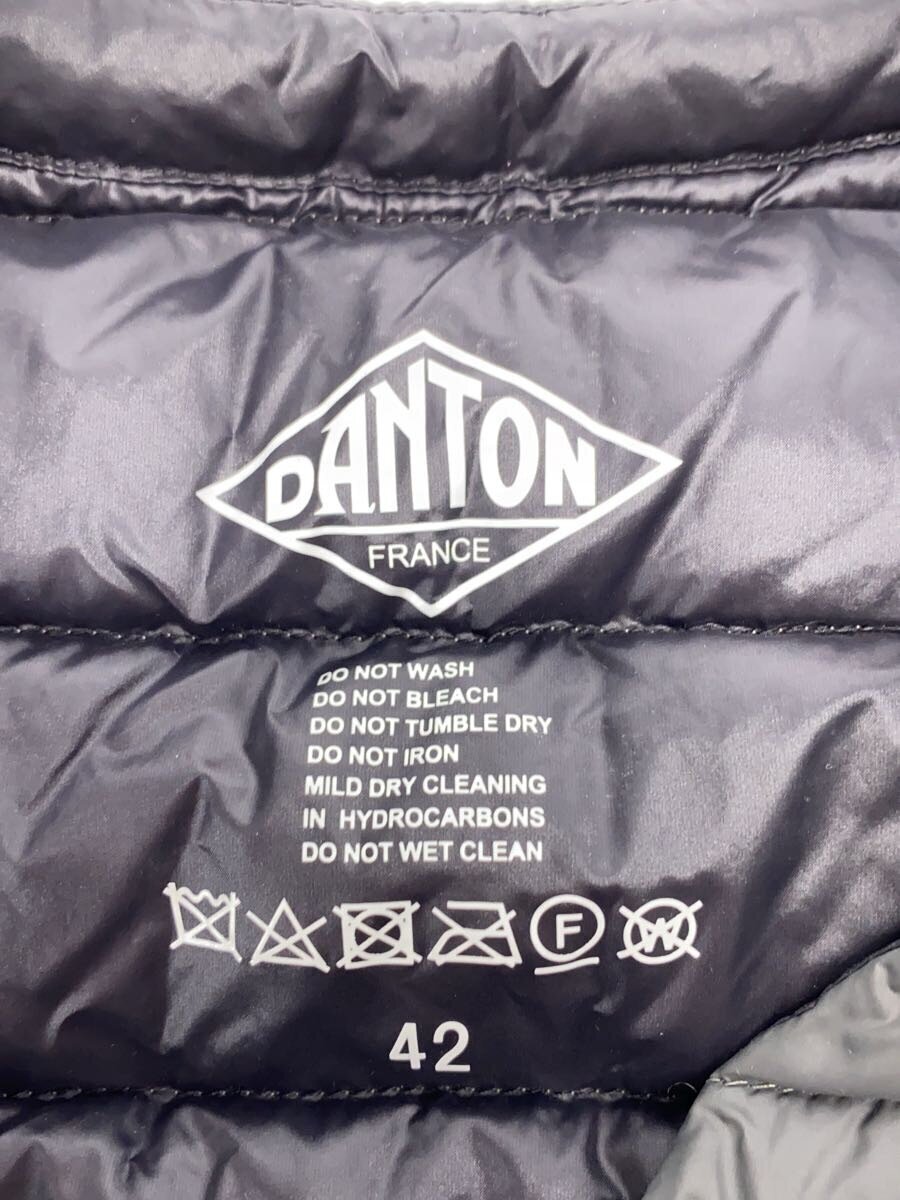 DANTON
FRANCE
DO NOT WASH
DO NOT BLEACH
DO NOT TUMBLE DRY
DO NOT IRON
MILD DRY CLEANING
IN HYDROCARBONS
DO NOT WET CLEAN
F W
42